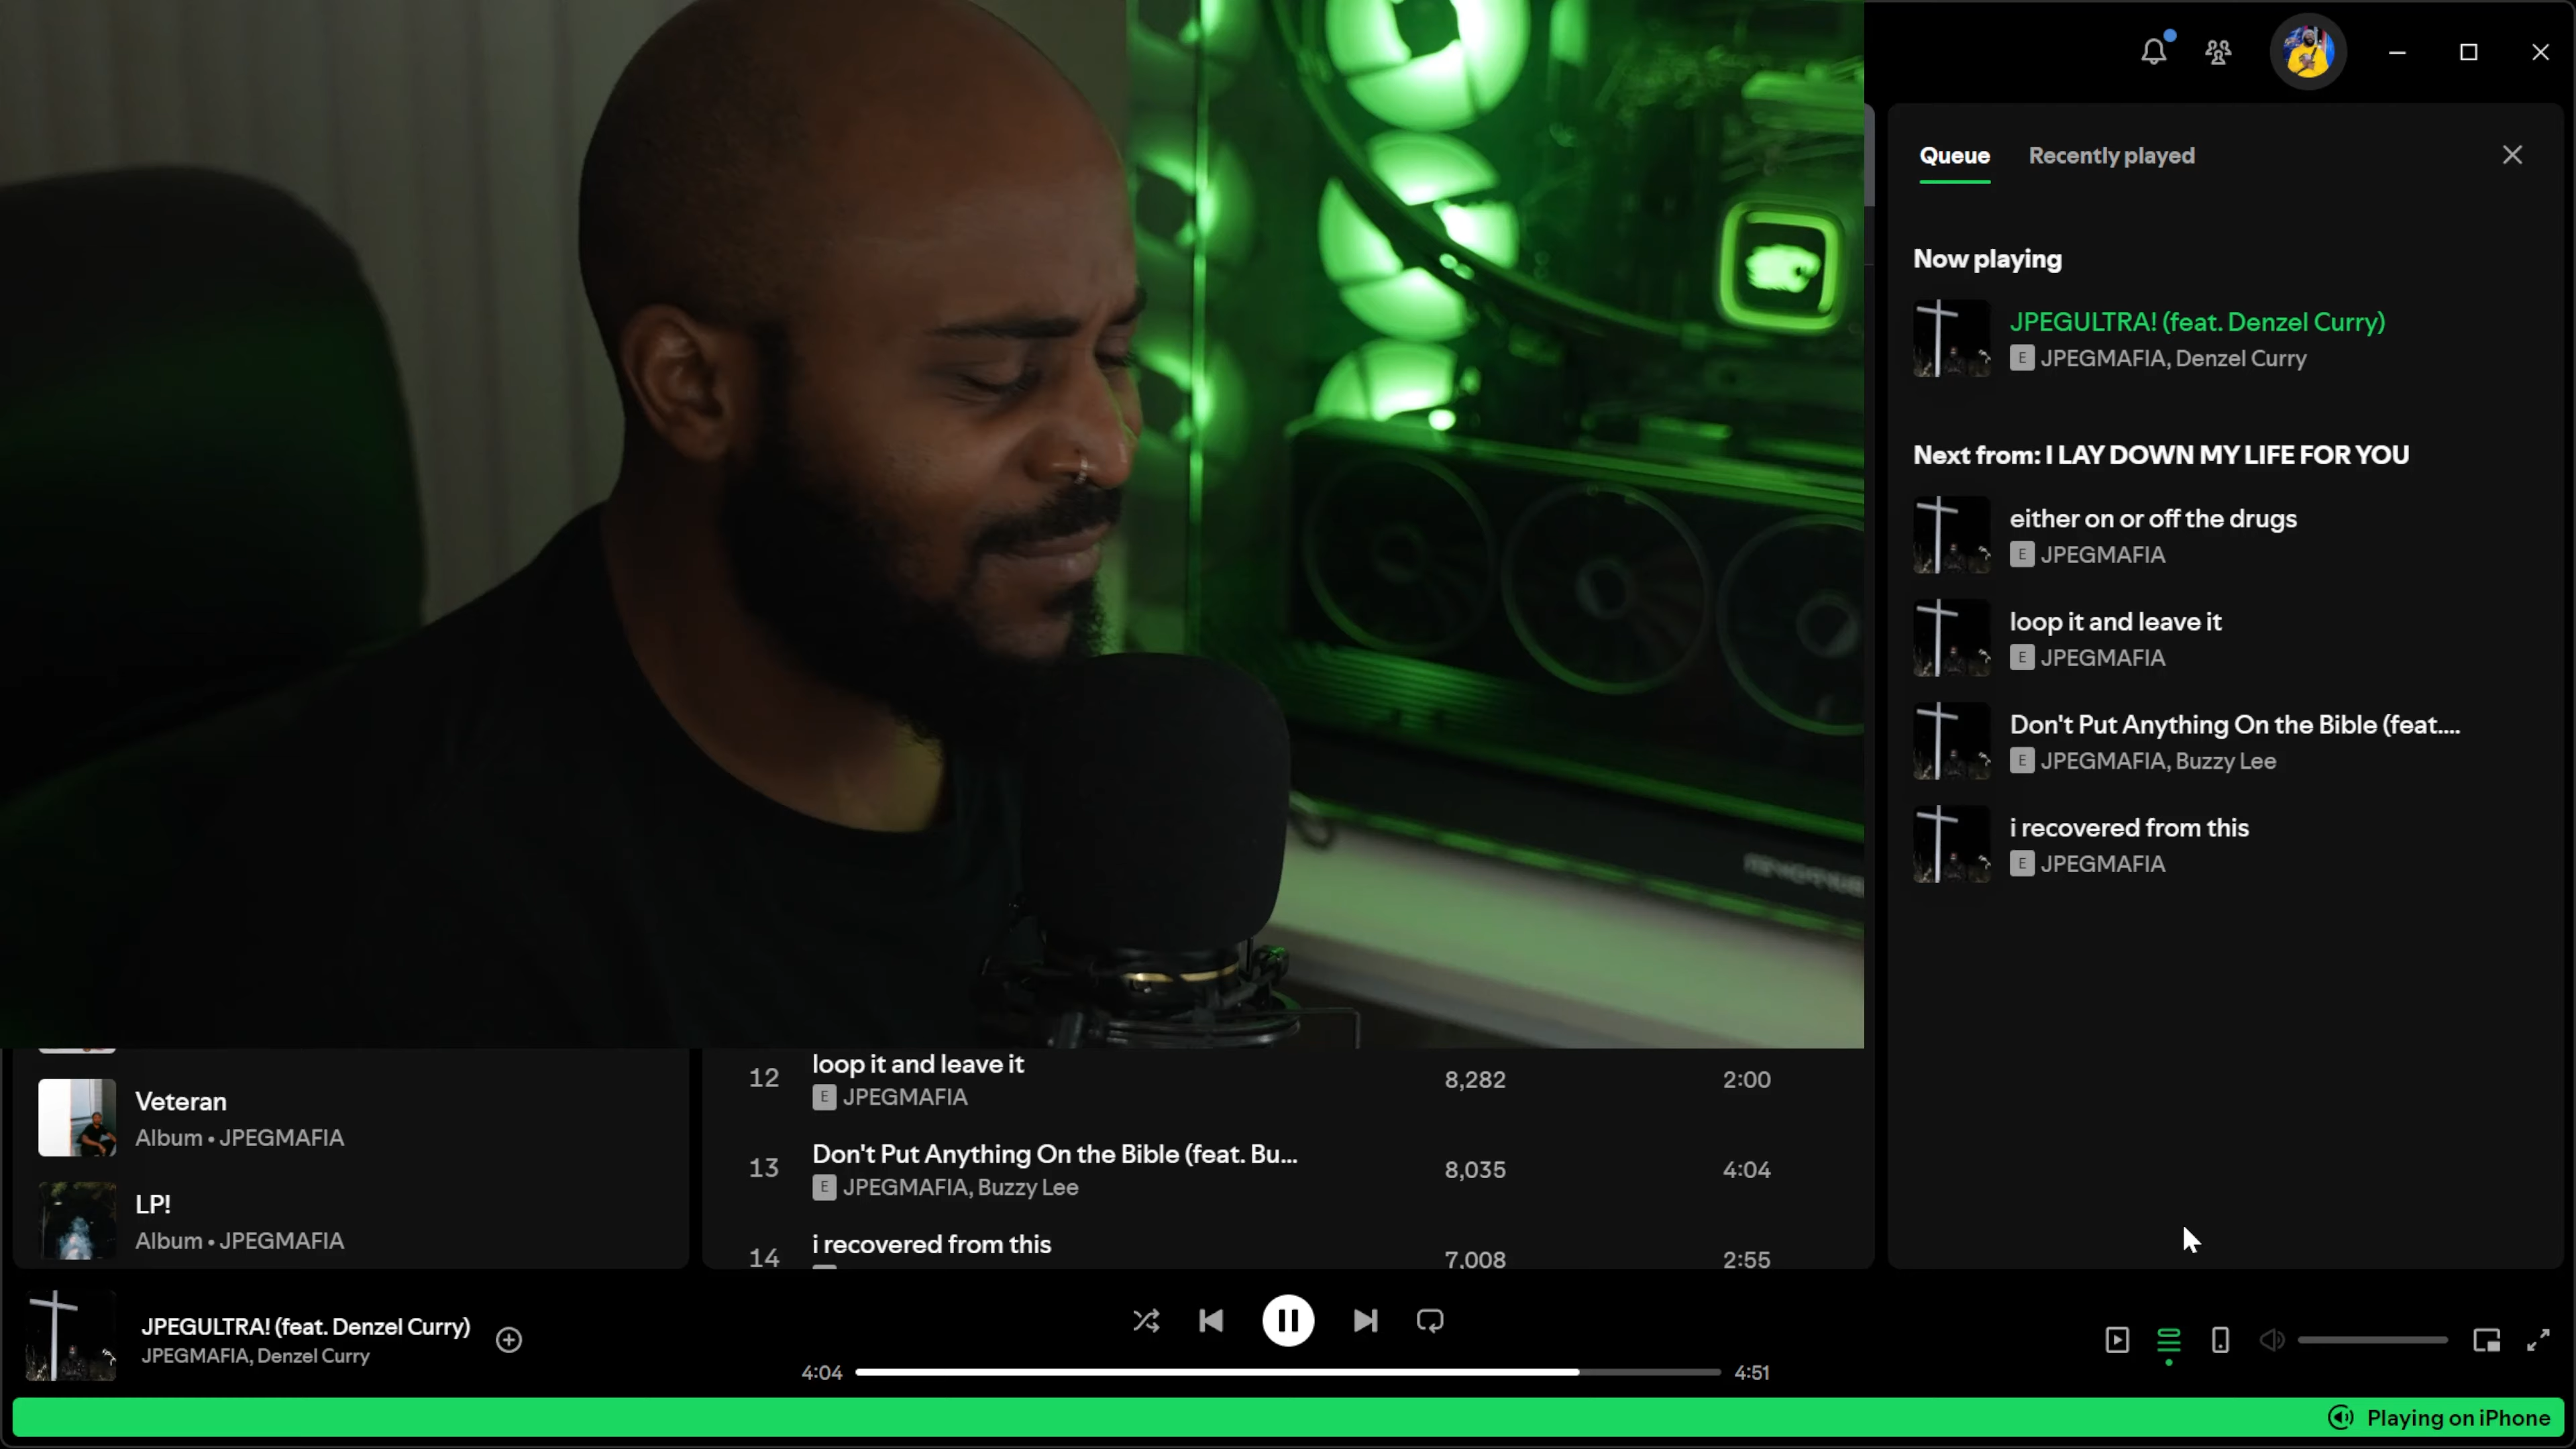 Queue
Recently played
Now playing
JPEGULTRA! (feat. Denzel Curry)
E JPEGMAFIA, Denzel Curry
Next from: I LAY DOWN MY LIFE FOR YOU
either on or off the drugs
E JPEGMAFIA
loop it and leave it
E JPEGMAFIA
Don't Put Anything On the Bible (feat....
E JPEGMAFIA, Buzzy Lee
i recovered from this
E JPEGMAFIA
Veteran
Album • JPEGMAFIA
LP!
Album • JPEGMAFIA
12 loop it and leave it 8,282 2:00
E JPEGMAFIA
13 Don't Put Anything On the Bible (feat. Bu... 8,035 4:04
E JPEGMAFIA, Buzzy Lee
14 i recovered from this 7,008 2:55
JPEGULTRA! (feat. Denzel Curry)
JPEGMAFIA, Denzel Curry
4:04 4:51
Playing on iPhone